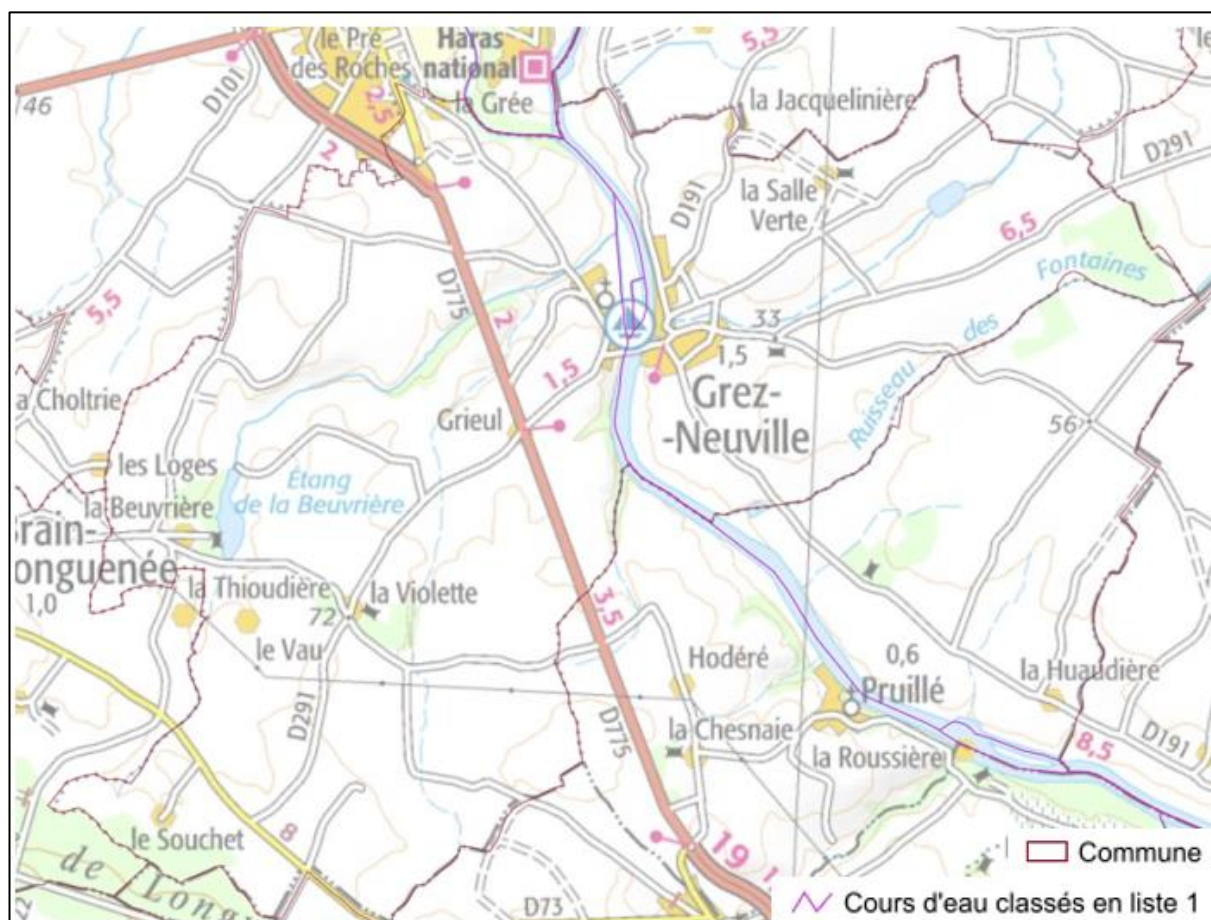 le Pré
des Roches
Haras
national
la Grée
5,5
46
D101
2,5
2
la Jacquelinière
D291
la Salle
Verte
D191
6,5
Fontaines
des
Ruisseau
5,5
D775
2
1,5
33
1,5
Grez-
-Neuville
56
a Choltrie
Grieul
les Loges
Étang
de la Beuvrière
la Beuvrière
Brain-
onguenée
1,0
la Thioudière
la Violette
72
le Vau
3,5
Hodéré
0,6
Pruillé
la Huaudière
D291
D775
la Chesnaie
la Roussière
8,5
D191
le Souchet
8
19
de Longu
D73
Commune
Cours d'eau classés en liste 1